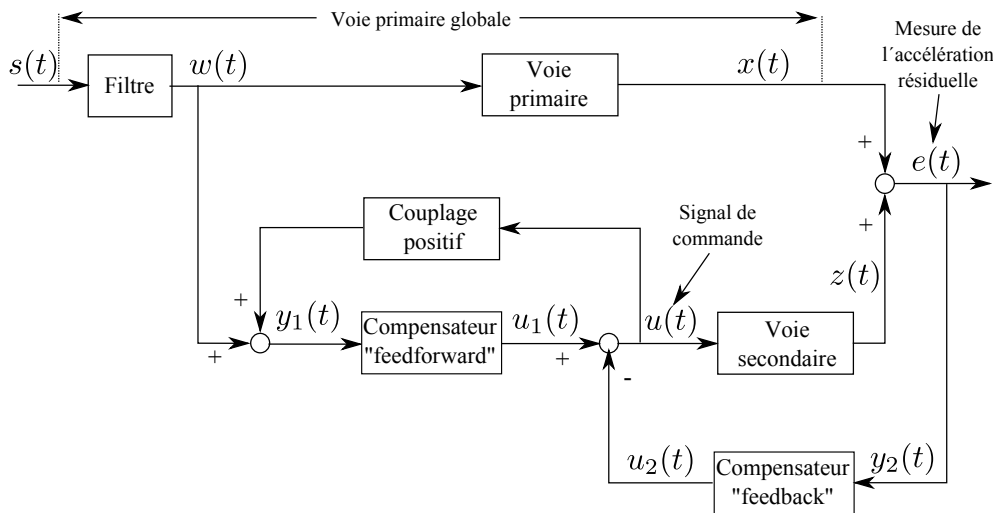 Voie primaire globale
Mesure de
l´accélération
résiduelle
s(t)
Filtre
w(t)
Voie
primaire
x(t)
+
e(t)
+
Couplage
positif
Signal de
commande
z(t)
+
y₁(t)
+
Compensateur
"feedforward"
u₁(t)
+
u(t)
Voie
secondaire
-
u₂(t)
Compensateur
"feedback"
y₂(t)